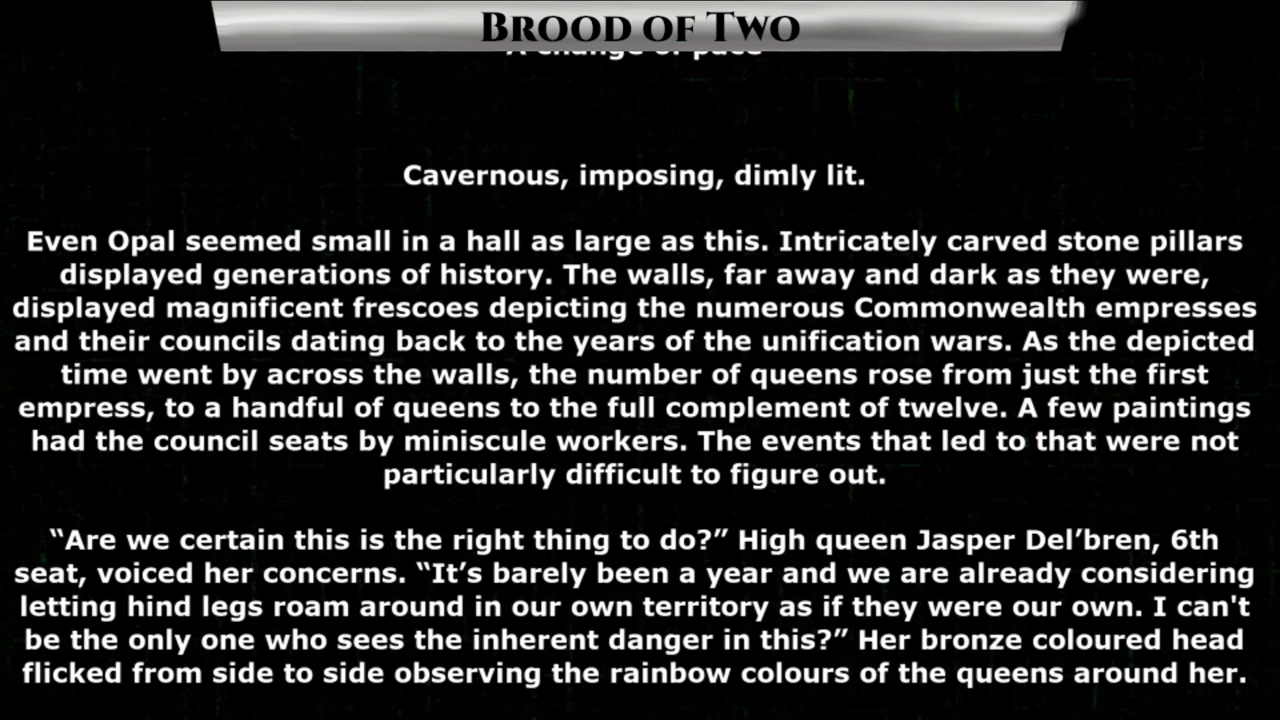 Brood of Two
A change of pace
Cavernous, imposing, dimly lit.
Even Opal seemed small in a hall as large as this. Intricately carved stone pillars
displayed generations of history. The walls, far away and dark as they were,
displayed magnificent frescoes depicting the numerous Commonwealth empresses
and their councils dating back to the years of the unification wars. As the depicted
time went by across the walls, the number of queens rose from just the first
empress, to a handful of queens to the full complement of twelve. A few paintings
had the council seats by miniscule workers. The events that led to that were not
particularly difficult to figure out.
“Are we certain this is the right thing to do?” High queen Jasper Del’bren, 6th
seat, voiced her concerns. “It’s barely been a year and we are already considering
letting hind legs roam around in our own territory as if they were our own. I can't
be the only one who sees the inherent danger in this?” Her bronze coloured head
flicked from side to side observing the rainbow colours of the queens around her.